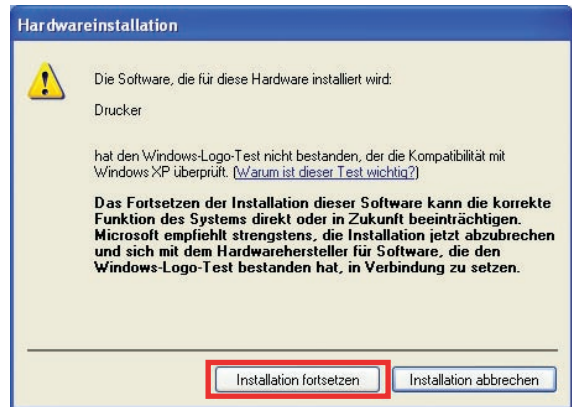 Hardwareinstallation
Die Software, die für diese Hardware installiert wird:
Drucker
hat den Windows-Logo-Test nicht bestanden, der die Kompatibilität mit
Windows XP überprüft. (Warum ist dieser Test wichtig?)
Das Fortsetzen der Installation dieser Software kann die korrekte
Funktion des Systems direkt oder in Zukunft beeinträchtigen.
Microsoft empfiehlt strengstens, die Installation jetzt abzubrechen
und sich mit dem Hardwarehersteller für Software, die den
Windows-Logo-Test bestanden hat, in Verbindung zu setzen.
Installation fortsetzen
Installation abbrechen